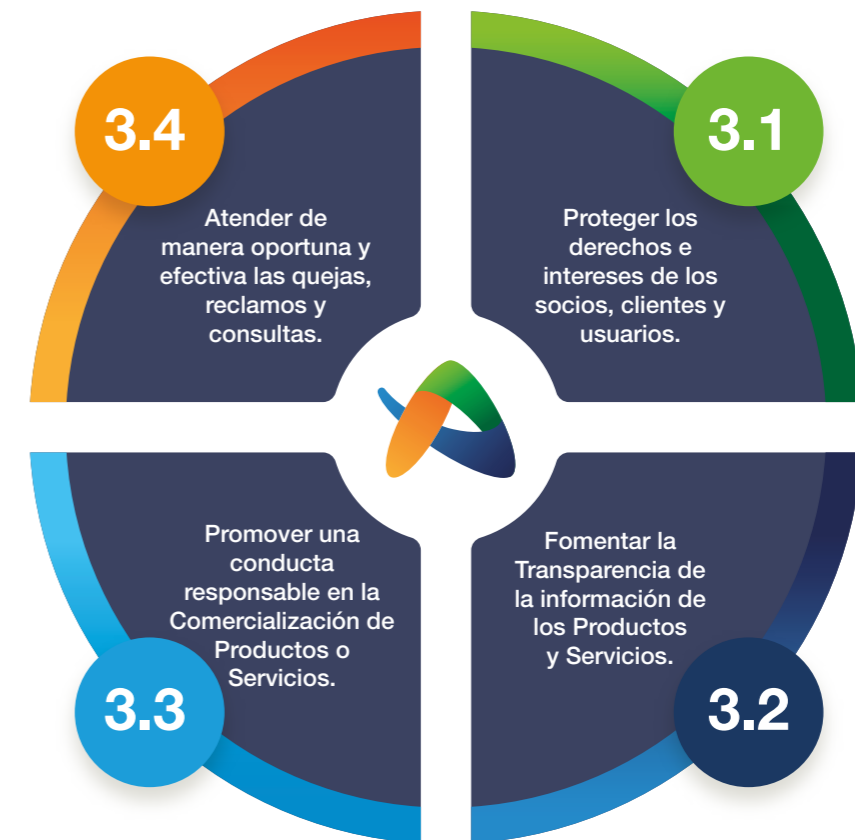 3.4
Atender de
manera oportuna y
efectiva las quejas,
reclamos y
consultas.
3.1
Proteger los
derechos e
intereses de los
socios, clientes y
usuarios.
3.3
Promover una
conducta
responsable en la
Comercialización de
Productos o
Servicios.
3.2
Fomentar la
Transparencia de
la información de
los Productos
y Servicios.